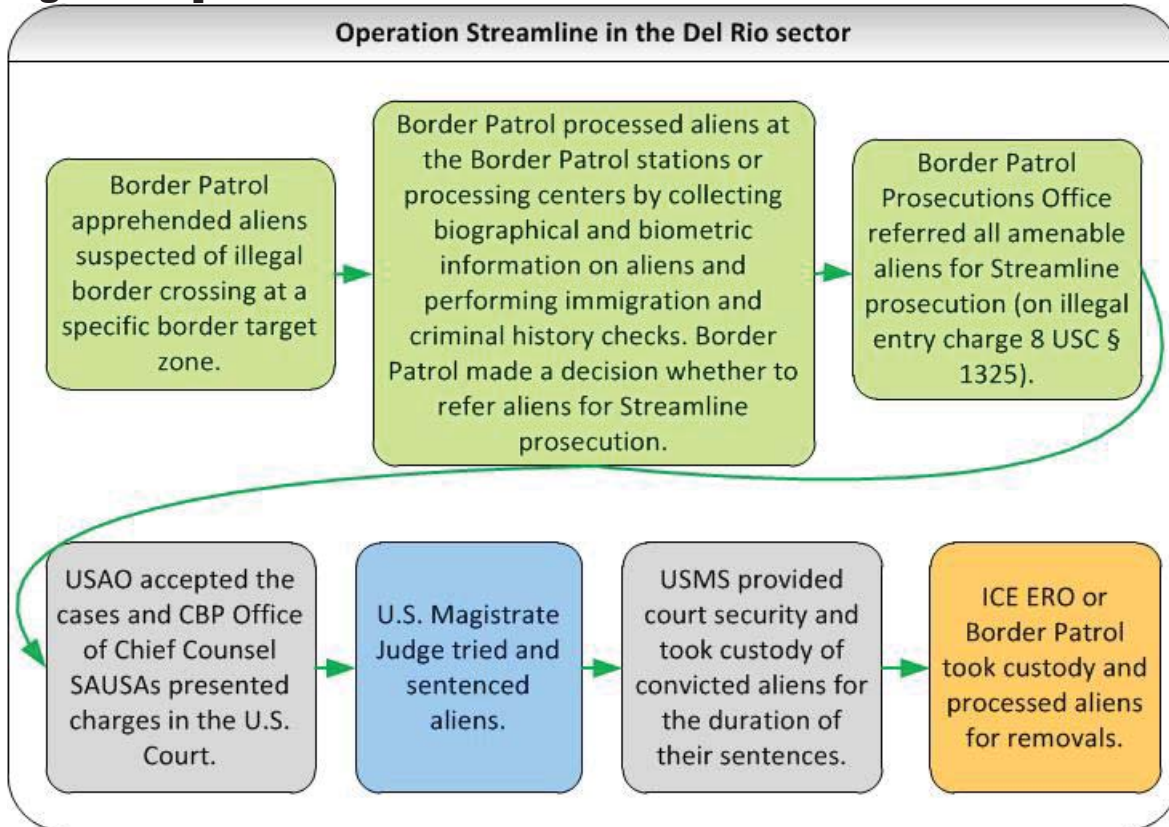 Operation Streamline in the Del Rio sector
Border Patrol
apprehended aliens
suspected of illegal
border crossing at a
specific border target
zone.
Border Patrol processed aliens at
the Border Patrol stations or
processing centers by collecting
biographical and biometric
information on aliens and
performing immigration and
criminal history checks. Border
Patrol made a decision whether to
refer aliens for Streamline
prosecution.
Border Patrol
Prosecutions Office
referred all amenable
aliens for Streamline
prosecution (on illegal
entry charge 8 USC §
1325).
USAO accepted the
cases and CBP Office
of Chief Counsel
SAUSAs presented
charges in the U.S.
Court.
U.S. Magistrate
Judge tried and
sentenced
aliens.
USMS provided
court security and
took custody of
convicted aliens for
the duration of
their sentences.
ICE ERO or
Border Patrol
took custody and
processed aliens
for removals.